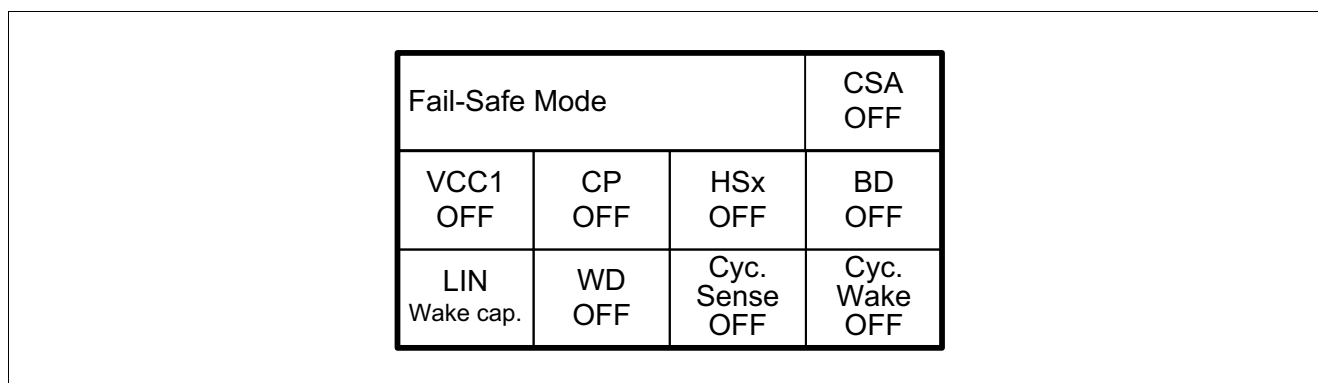 Fail-Safe Mode
CSA
OFF
VCC1
OFF
CP
OFF
HSx
OFF
BD
OFF
LIN
Wake cap.
WD
OFF
Cyc.
Sense
OFF
Cyc.
Wake
OFF